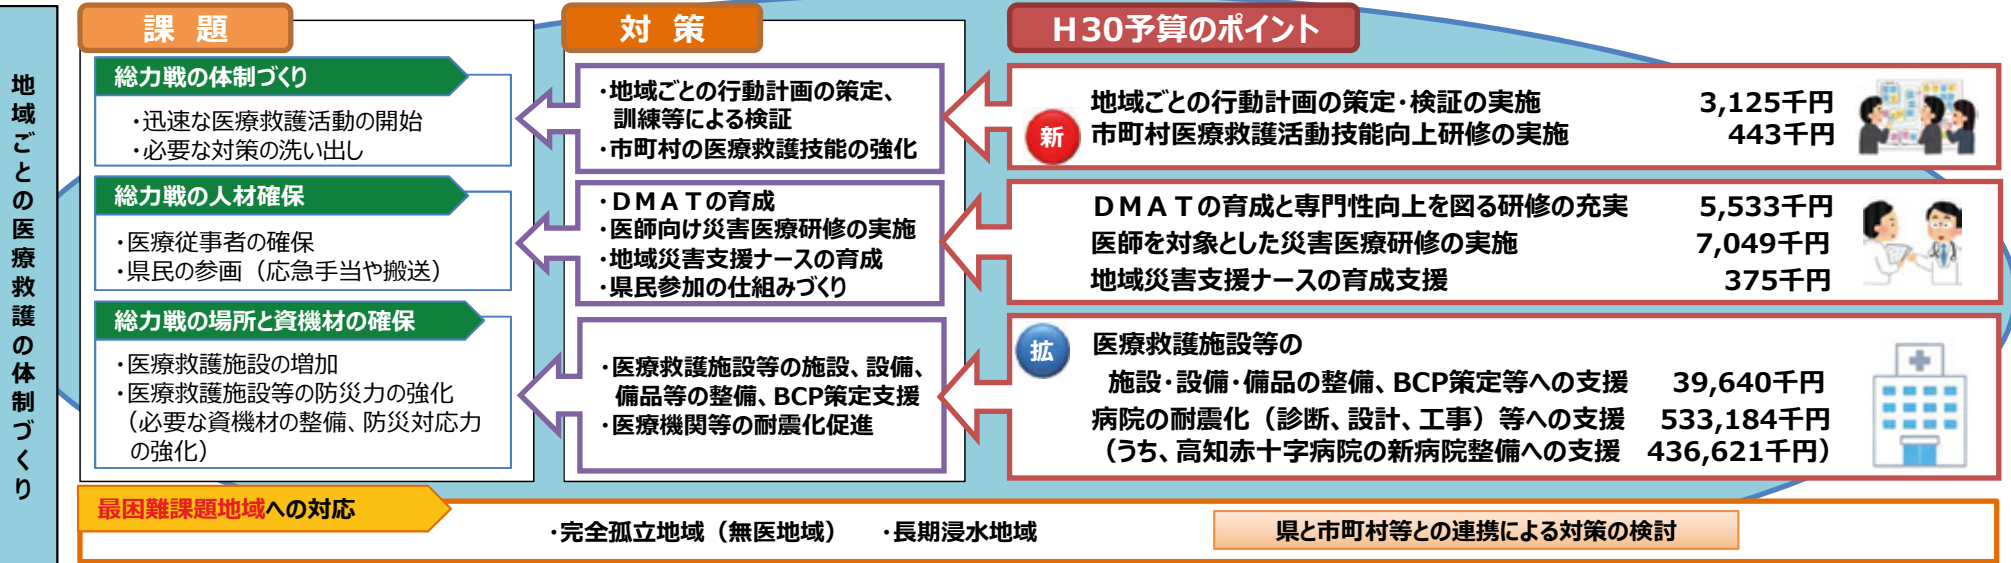 地域ごとの医療救護の体制づくり
課 題
総力戦の体制づくり
・迅速な医療救護活動の開始
・必要な対策の洗い出し
総力戦の人材確保
・医療従事者の確保
・県民の参画（応急手当や搬送）
総力戦の場所と資機材の確保
・医療救護施設の増加
・医療救護施設等の防災力の強化
（必要な資機材の整備、防災対応力
の強化）
対 策
・地域ごとの行動計画の策定、
訓練等による検証
・市町村の医療救護技能の強化
・ＤＭＡＴの育成
・医師向け災害医療研修の実施
・地域災害支援ナースの育成
・県民参加の仕組みづくり
・医療救護施設等の施設、設備、
備品等の整備、BCP策定支援
・医療機関等の耐震化促進
Ｈ30予算のポイント
新
地域ごとの行動計画の策定・検証の実施 3,125千円
市町村医療救護活動技能向上研修の実施 443千円
ＤＭＡＴの育成と専門性向上を図る研修の充実 5,533千円
医師を対象とした災害医療研修の実施 7,049千円
地域災害支援ナースの育成支援 375千円
拡
医療救護施設等の
施設・設備・備品の整備、BCP策定等への支援 39,640千円
病院の耐震化（診断、設計、工事）等への支援 533,184千円
（うち、高知赤十字病院の新病院整備への支援 436,621千円）
最困難課題地域への対応
・完全孤立地域（無医地域） ・長期浸水地域
県と市町村等との連携による対策の検討